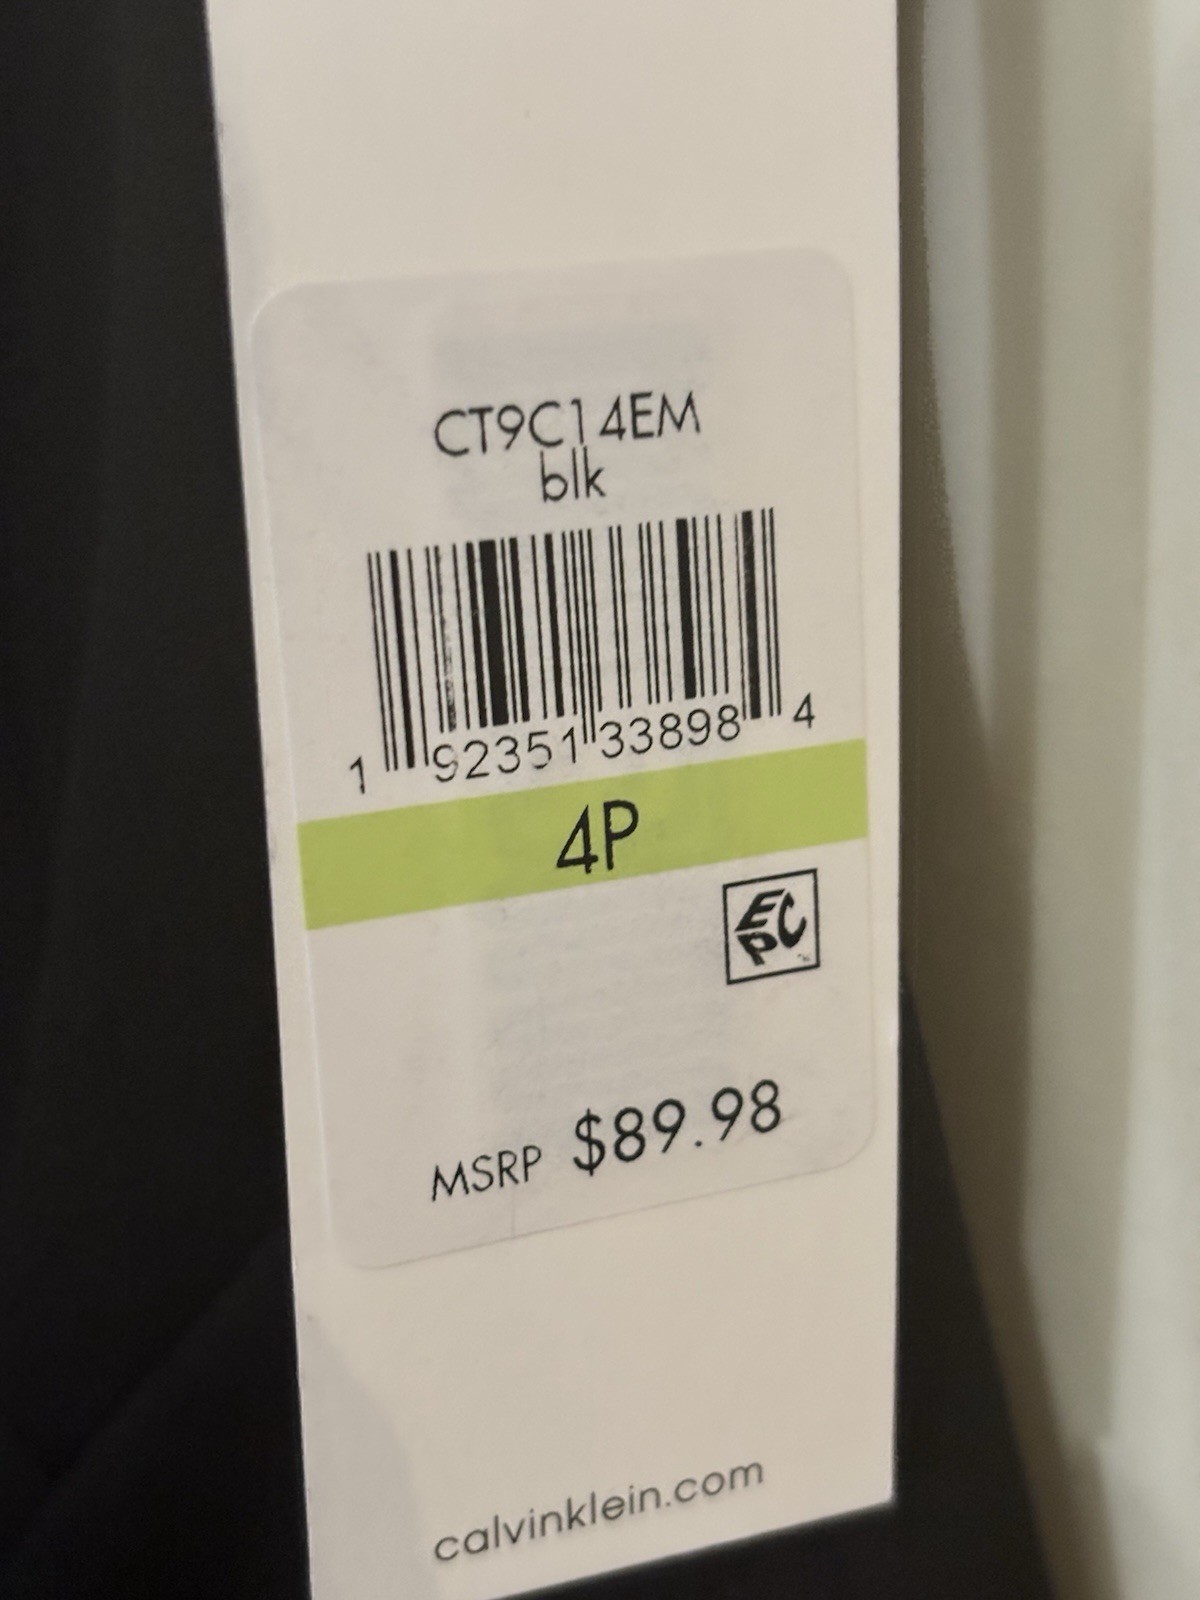 CT9C14EM
blk
1 92351 33898 4
4P
EPC
MSRP $89.98
calvinklein.com